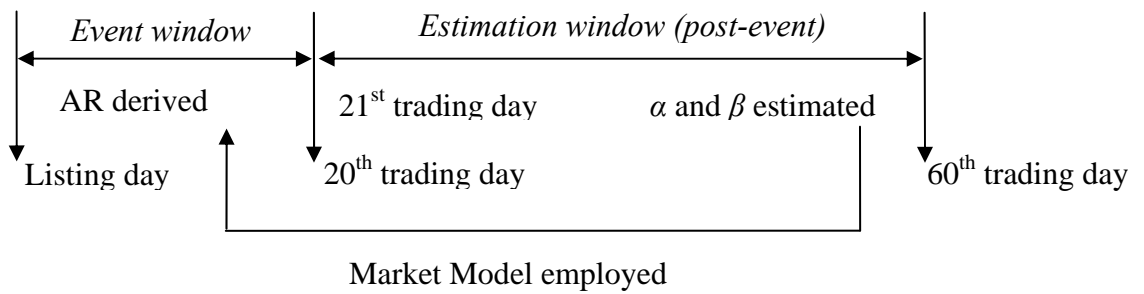 Event window Estimation window (post-event)
AR derived 21st trading day α and β estimated
Listing day 20th trading day 60th trading day
Market Model employed